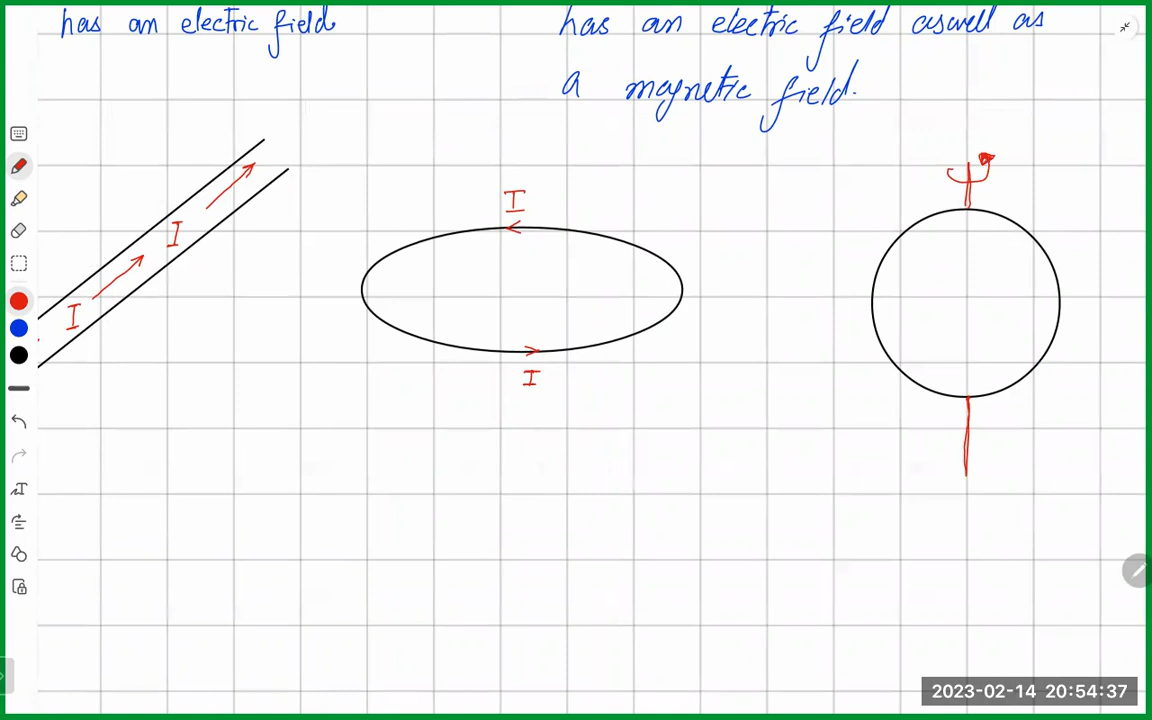 has an electric field
has an electric field aswell as
a magnetic field.
I
I
I
I
2023-02-14 20:54:37